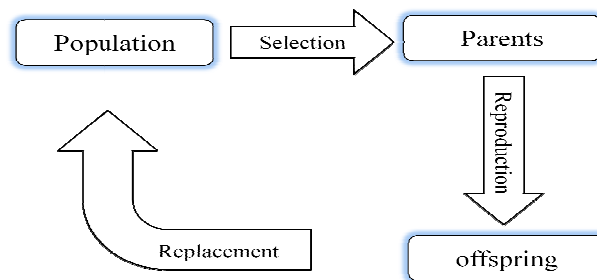 Population
Selection
Parents
Reproduction
Replacement
offspring